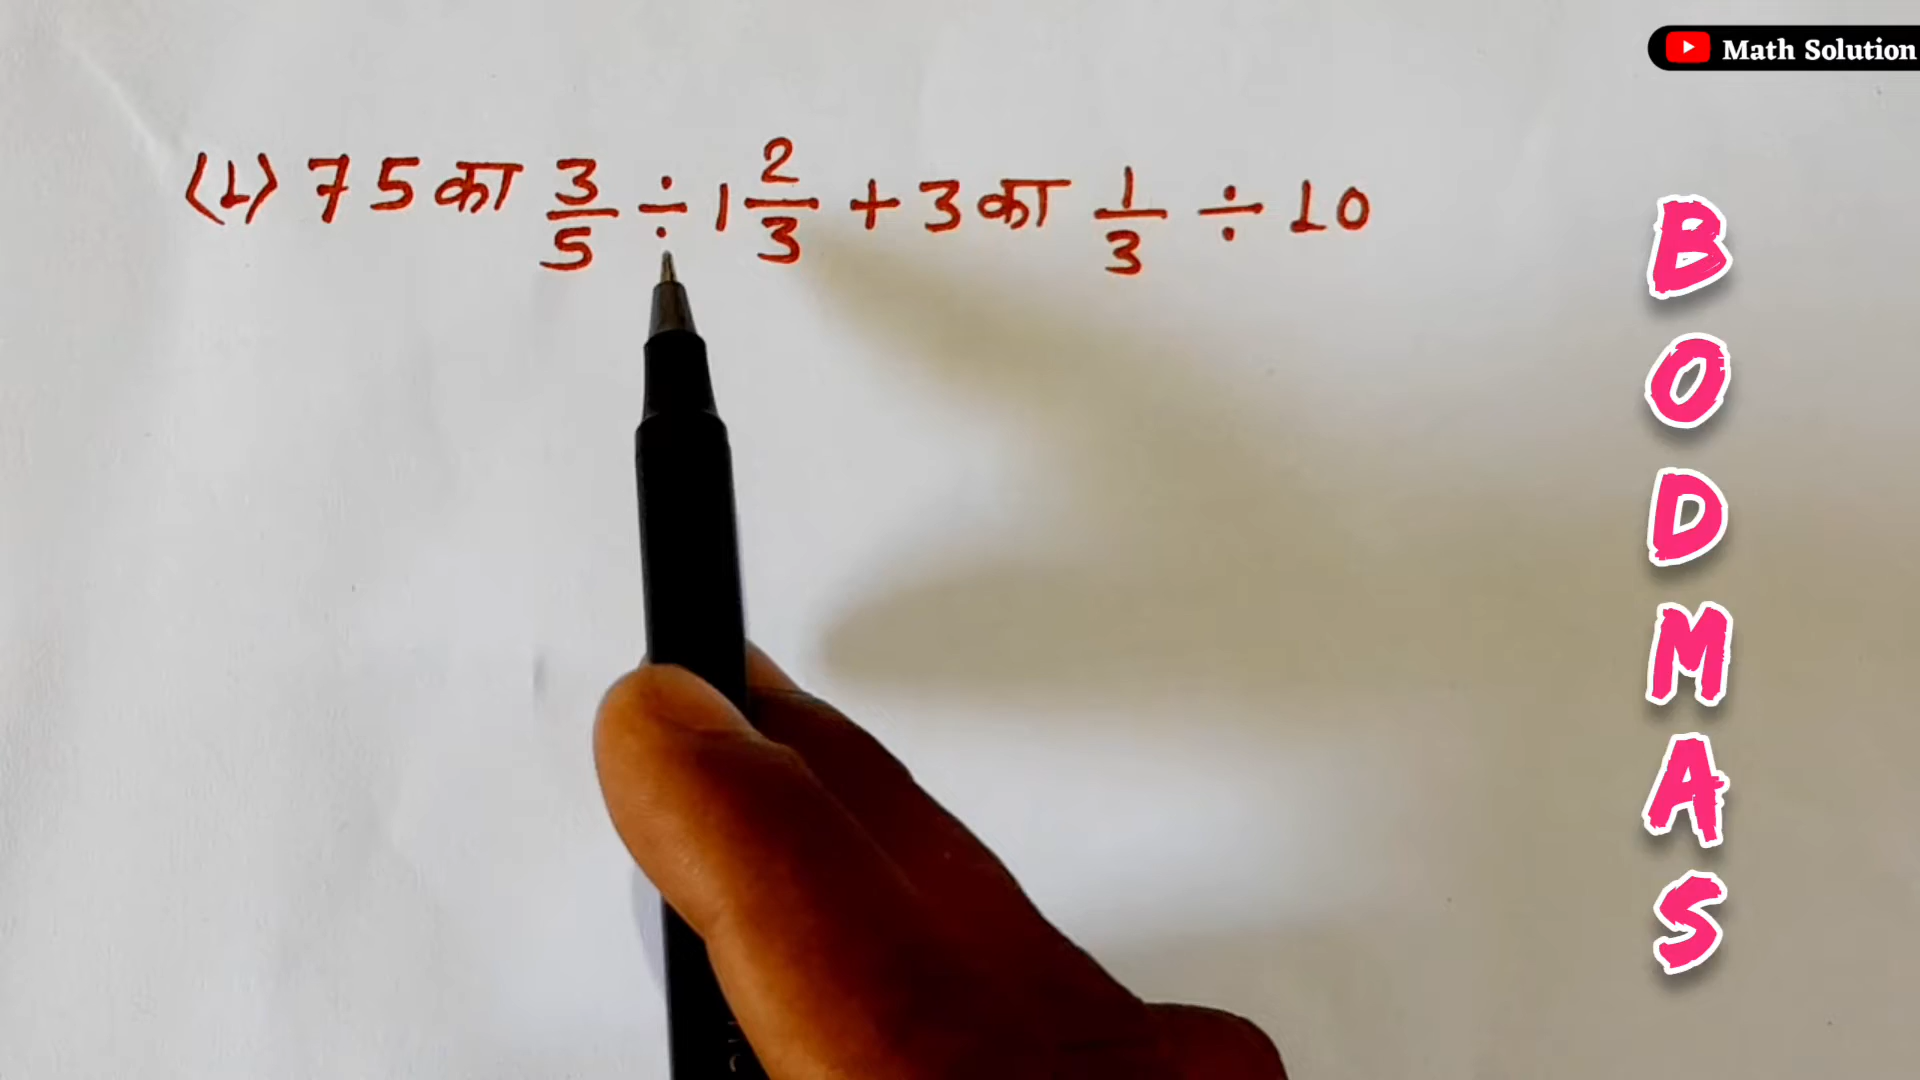 Math Solution
(1) 75 का 3/5 ÷ 1 2/3 + 3 का 1/3 ÷ 10
B
O
D
M
A
S